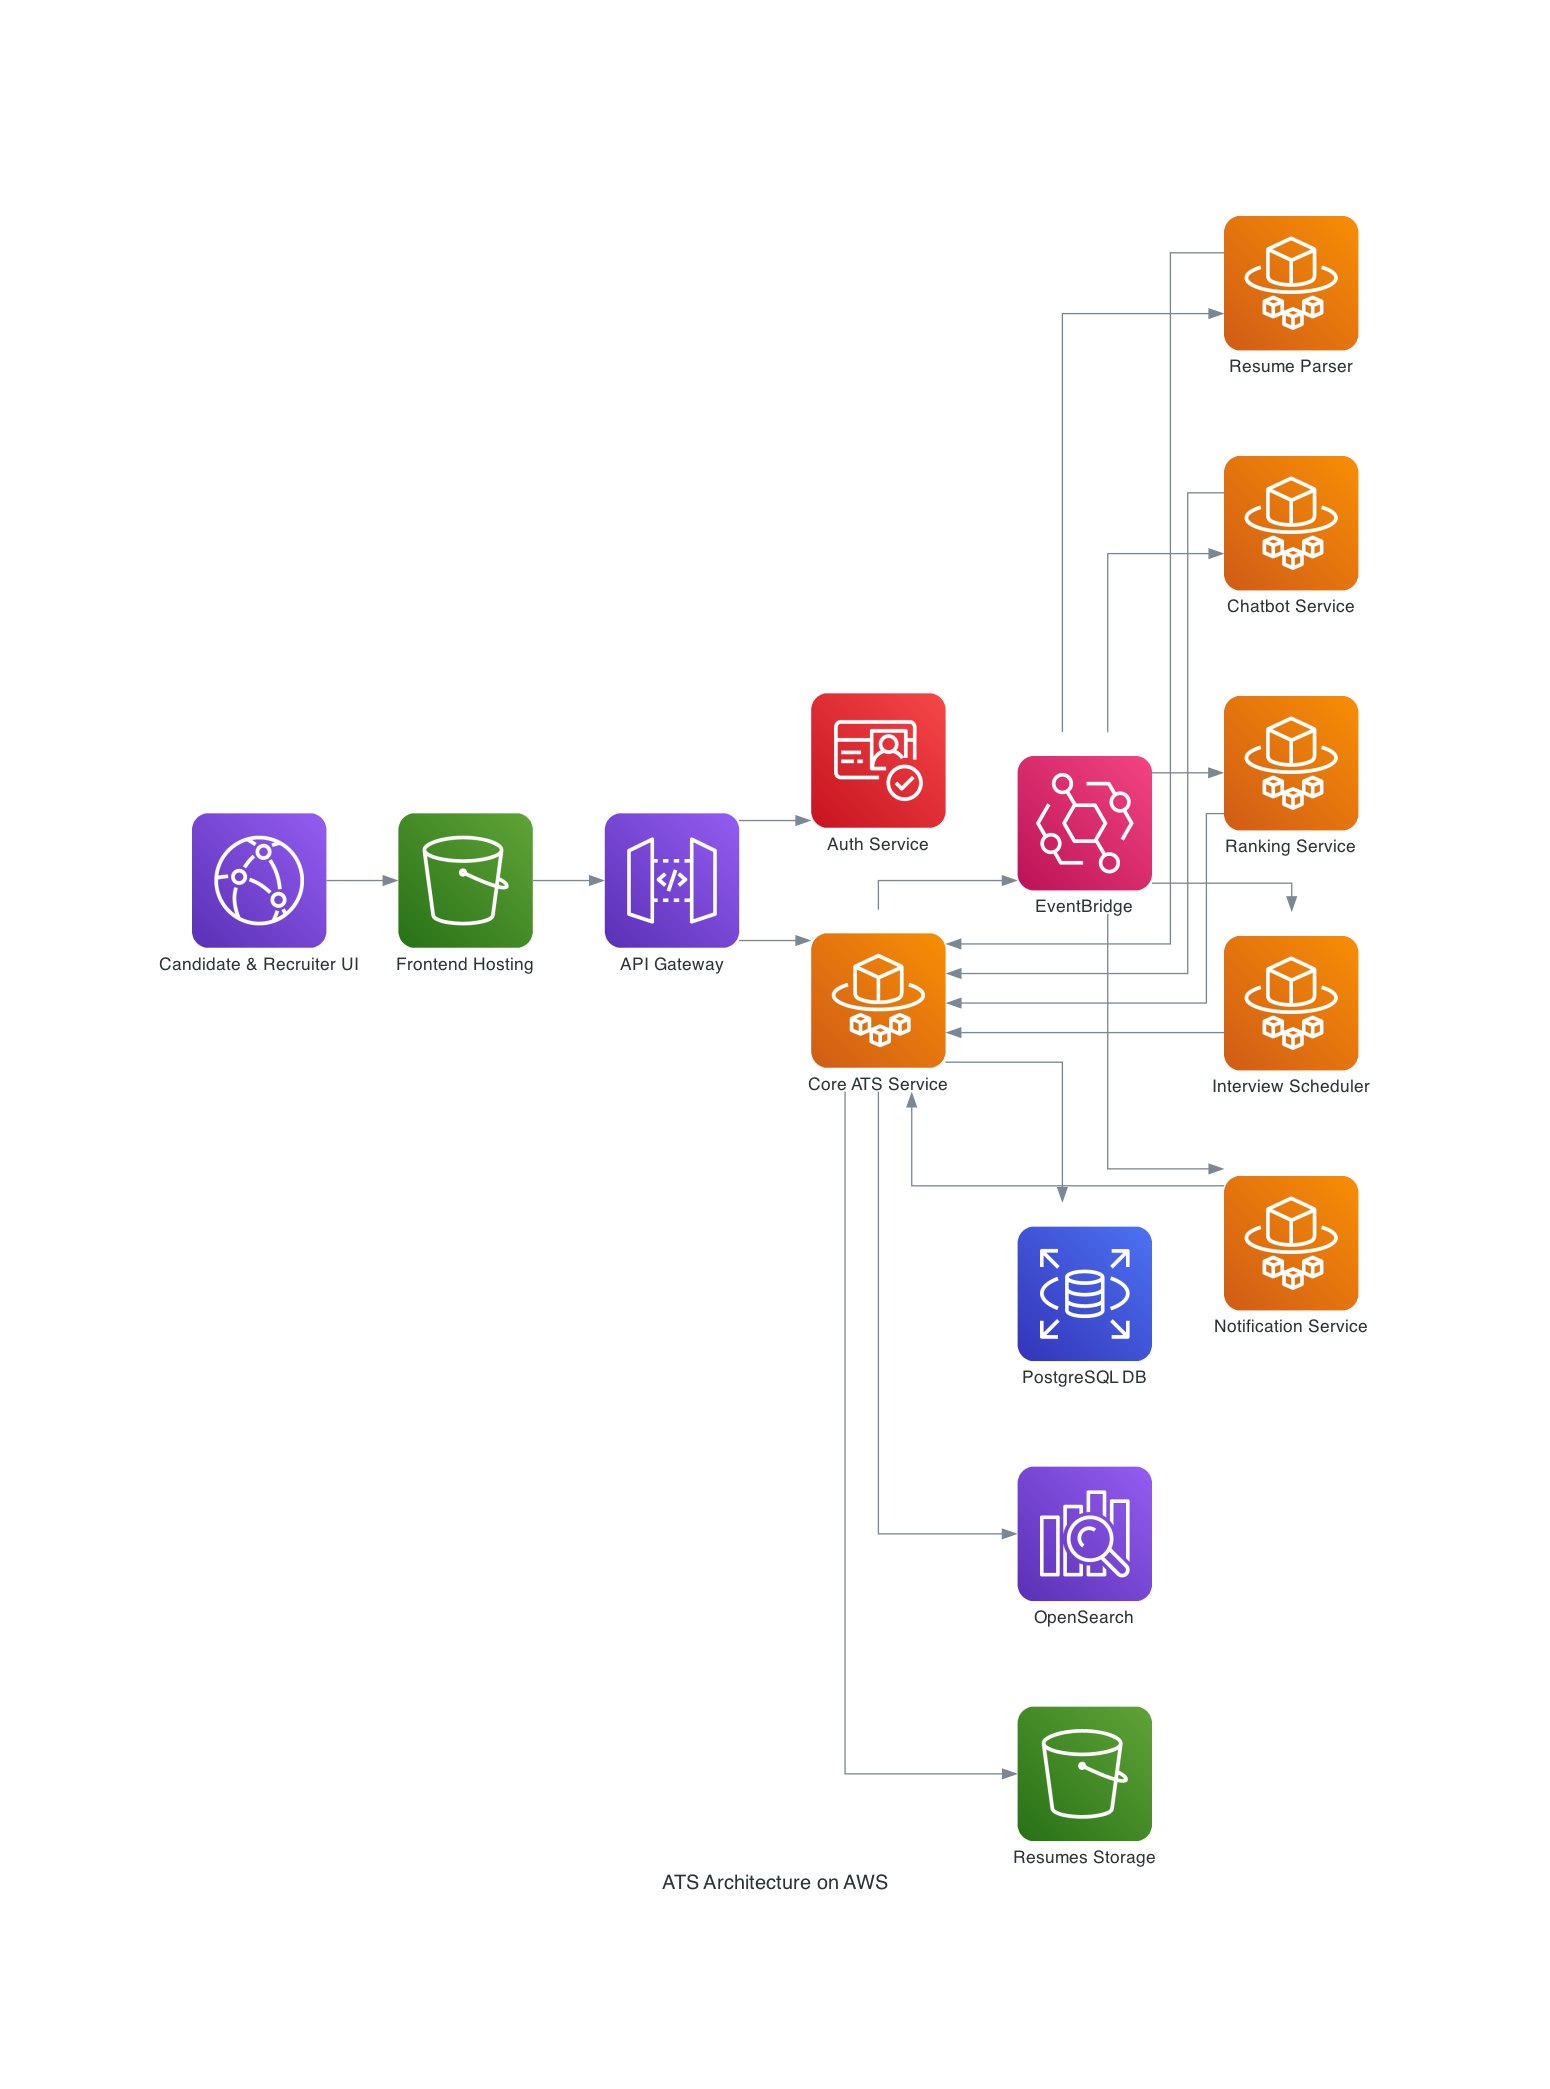 Resume Parser
Chatbot Service
Auth Service
Ranking Service
EventBridge
Candidate & Recruiter UI
Frontend Hosting
API Gateway
Core ATS Service
Interview Scheduler
Notification Service
PostgreSQL DB
OpenSearch
Resumes Storage
ATS Architecture on AWS